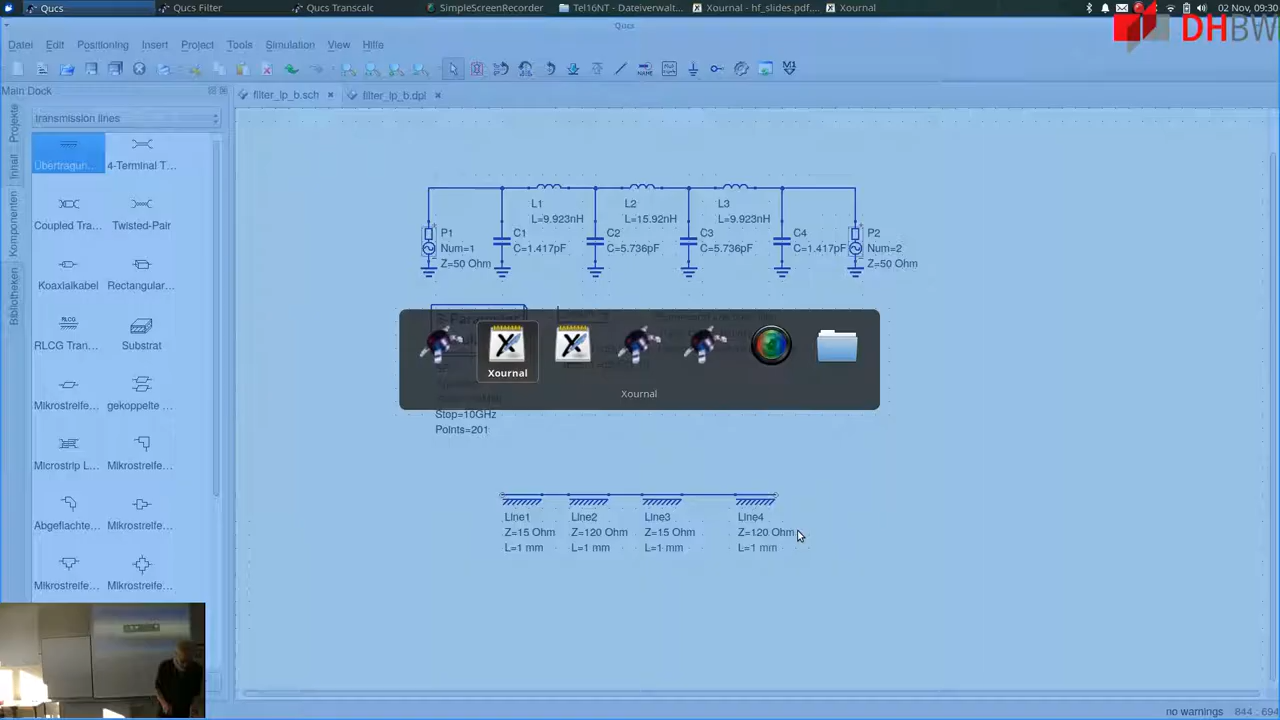 Qucs
Qucs Filter
Qucs Transcalc
SimpleScreenRecorder
Tel16NT - Dateiverwalt...
Xournal - hf_slides.pdf...
Xournal
02 Nov, 09:30
DHBW
Qucs
Datei Edit Positioning Insert Project Tools Simulation View Hilfe
NAME
Main Dock
filter_lp_b.sch
filter_lp_b.dpl
Projekte
Inhalt
Komponenten
Bibliotheken
transmission lines
Übertragun...
4-Terminal T...
Coupled Tra...
Twisted-Pair
Koaxialkabel
Rectangular...
RLCG
RLCG Tran...
Substrat
Mikrostreife...
gekoppelte ...
Microstrip L...
Mikrostreife...
Abgeflachte...
Mikrostreife...
Mikrostreife...
Mikrostreife...
L1
L=9.923nH
L2
L=15.92nH
L3
L=9.923nH
P1
Num=1
Z=50 Ohm
C1
C=1.417pF
C2
C=5.736pF
C3
C=5.736pF
C4
C=1.417pF
P2
Num=2
Z=50 Ohm
Xournal
Xournal
Stop=10GHz
Points=201
Line1
Z=15 Ohm
L=1 mm
Line2
Z=120 Ohm
L=1 mm
Line3
Z=15 Ohm
L=1 mm
Line4
Z=120 Ohm
L=1 mm
no warnings
844 : 694